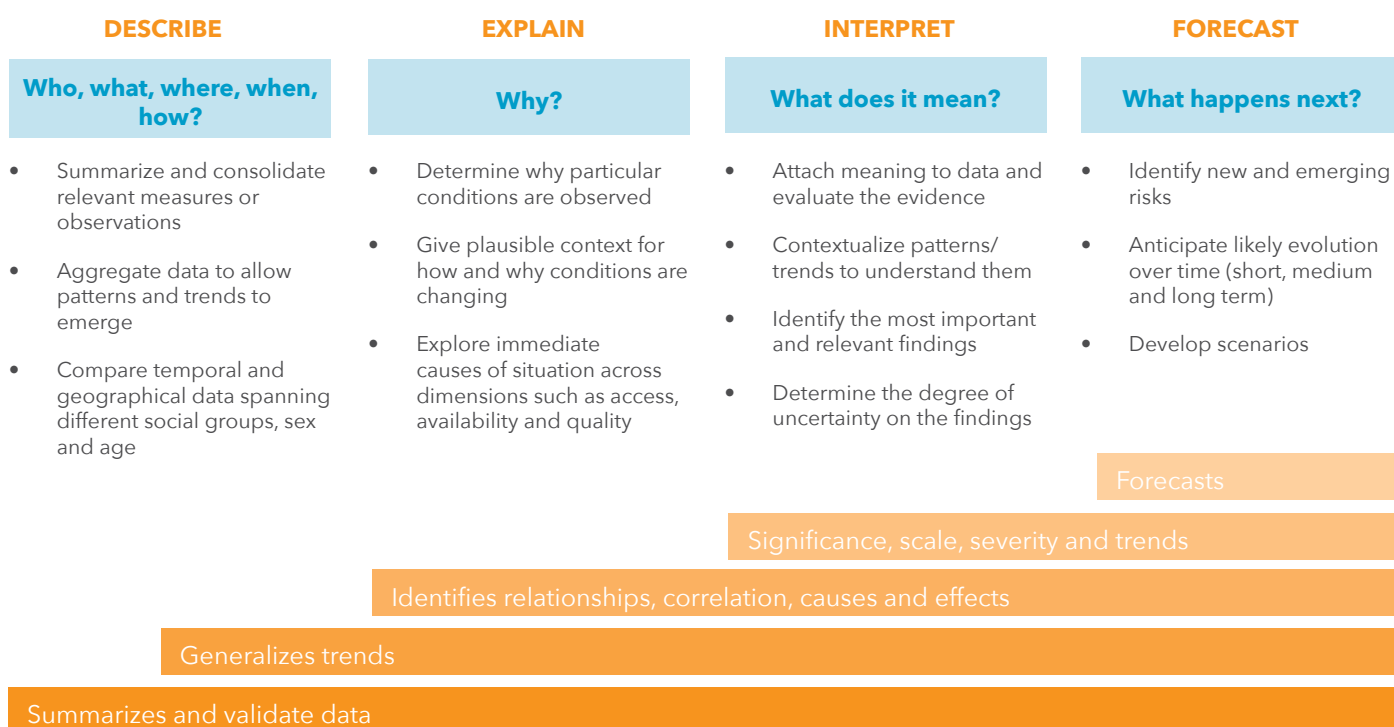 DESCRIBE
Who, what, where, when,
how?
• Summarize and consolidate
relevant measures or
observations
• Aggregate data to allow
patterns and trends to
emerge
• Compare temporal and
geographical data spanning
different social groups, sex
and age
EXPLAIN
Why?
• Determine why particular
conditions are observed
• Give plausible context for
how and why conditions are
changing
• Explore immediate
causes of situation across
dimensions such as access,
availability and quality
INTERPRET
What does it mean?
• Attach meaning to data and
evaluate the evidence
• Contextualize patterns/
trends to understand them
• Identify the most important
and relevant findings
• Determine the degree of
uncertainty on the findings
FORECAST
What happens next?
• Identify new and emerging
risks
• Anticipate likely evolution
over time (short, medium
and long term)
• Develop scenarios
Forecasts
Significance, scale, severity and trends
Identifies relationships, correlation, causes and effects
Generalizes trends
Summarizes and validate data